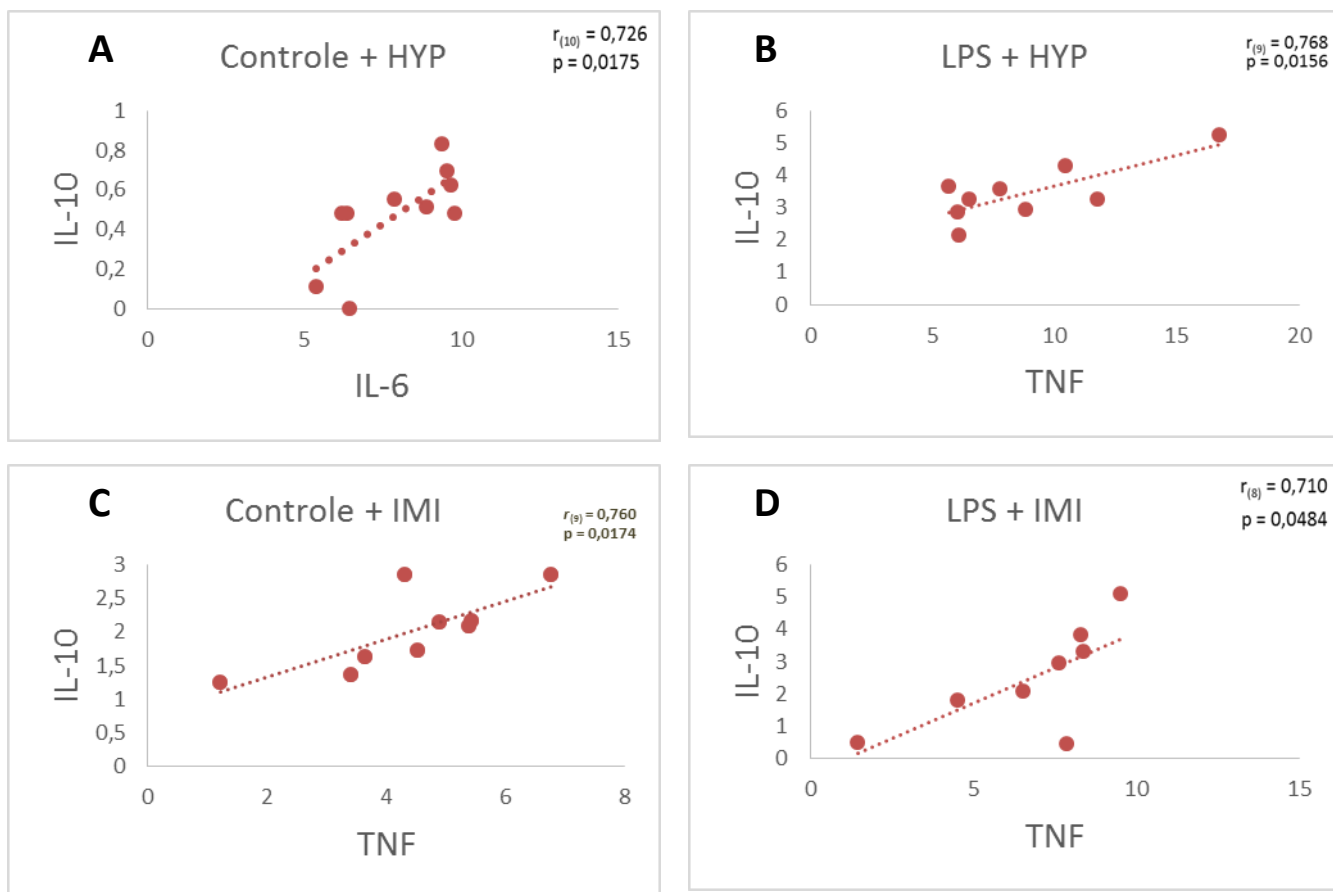 A
Controle + HYP
r(10) = 0,726
p = 0,0175
1
0,8
0,6
0,4
0,2
0
IL-10
0
5
10
15
IL-6
B
LPS + HYP
r(9) = 0,768
p = 0,0156
6
5
4
3
2
1
0
IL-10
0
5
10
15
20
TNF
C
Controle + IMI
r(9) = 0,760
p = 0,0174
3
2,5
2
1,5
1
0,5
0
IL-10
0
2
4
6
8
TNF
D
LPS + IMI
r(8) = 0,710
p = 0,0484
6
5
4
3
2
1
0
IL-10
0
5
10
15
TNF